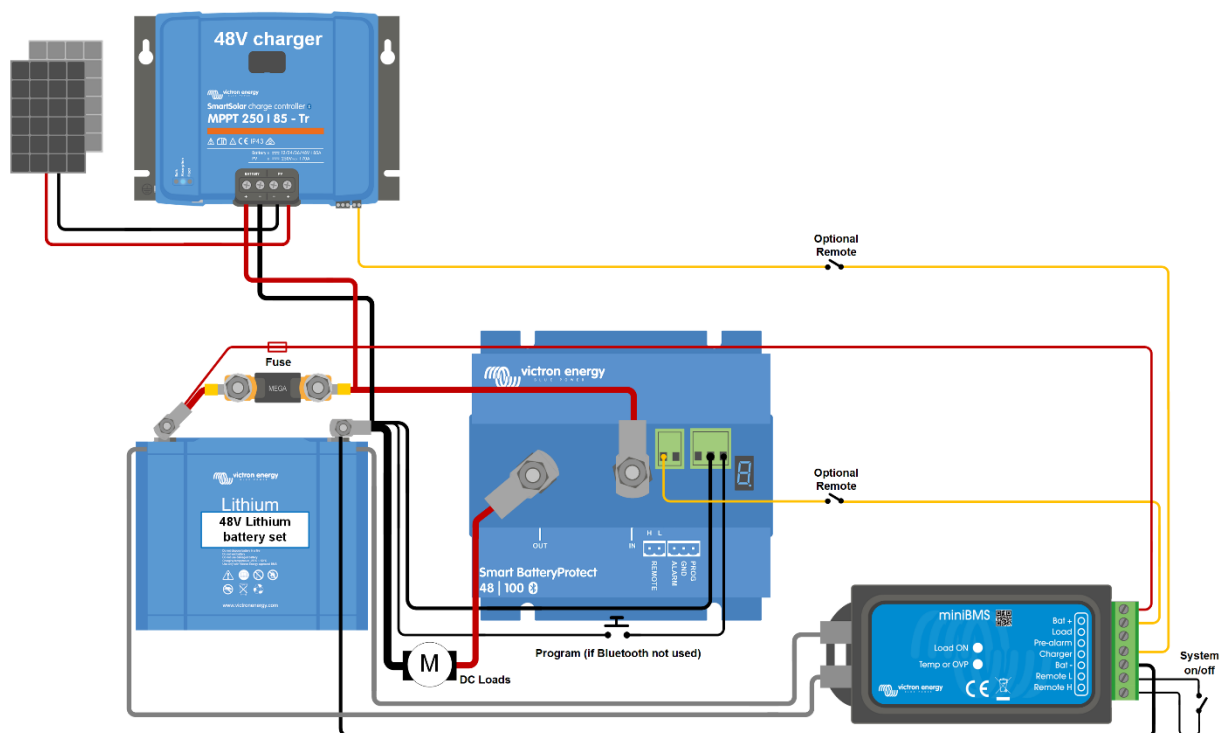 48V charger
victron energy
SmartSolar charge controller
MPPT 250 | 85 - Tr
IP43
BATTERY
PV
Optional
Remote
Fuse
MEGA
victron energy
BLUE POWER
victron energy
Lithium
48V Lithium
battery set
www.victronenergy.com
Optional
Remote
OUT
IN
H L
REMOTE
ALARM
GND
PROG
Smart BatteryProtect
48 | 100
Program (if Bluetooth not used)
M
DC Loads
miniBMS
Load ON
Temp or OVP
victron energy
Bat +
Load
Pre-alarm
Charger
Bat -
Remote L
Remote H
System
on/off